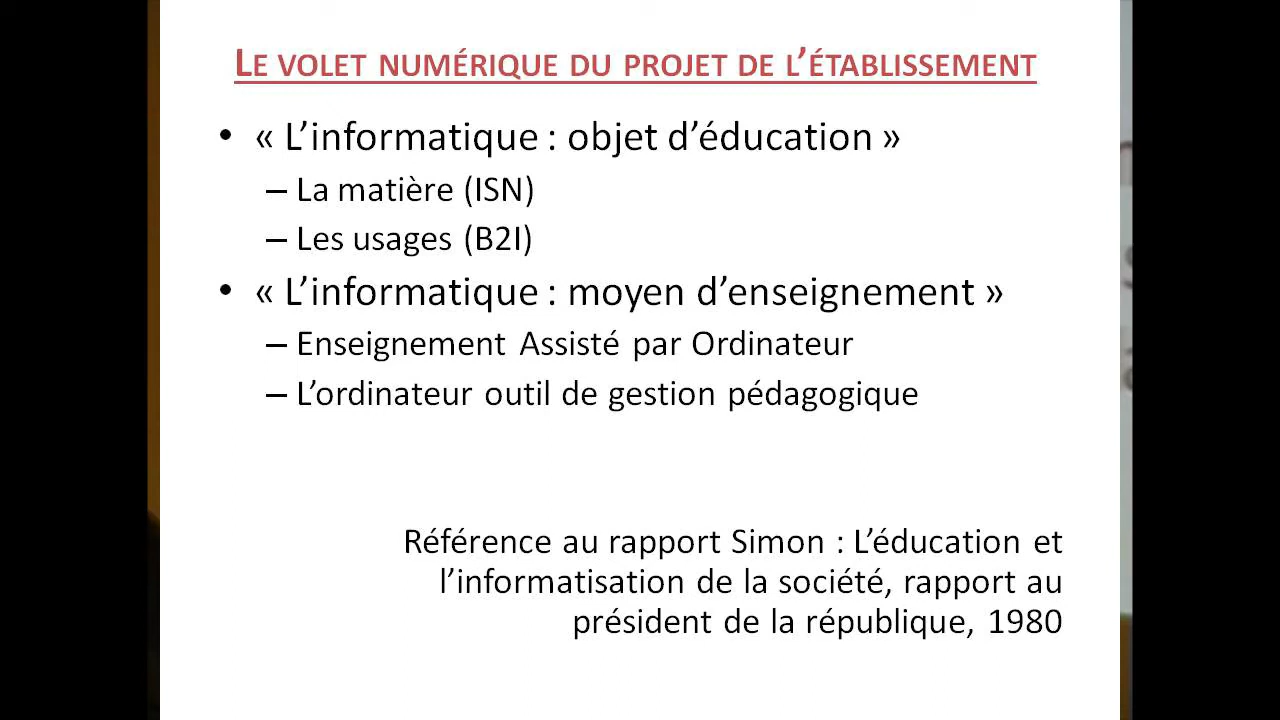 LE VOLET NUMÉRIQUE DU PROJET DE L’ÉTABLISSEMENT
• « L’informatique : objet d’éducation »
– La matière (ISN)
– Les usages (B2I)
• « L’informatique : moyen d’enseignement »
– Enseignement Assisté par Ordinateur
– L’ordinateur outil de gestion pédagogique
Référence au rapport Simon : L’éducation et
l’informatisation de la société, rapport au
président de la république, 1980